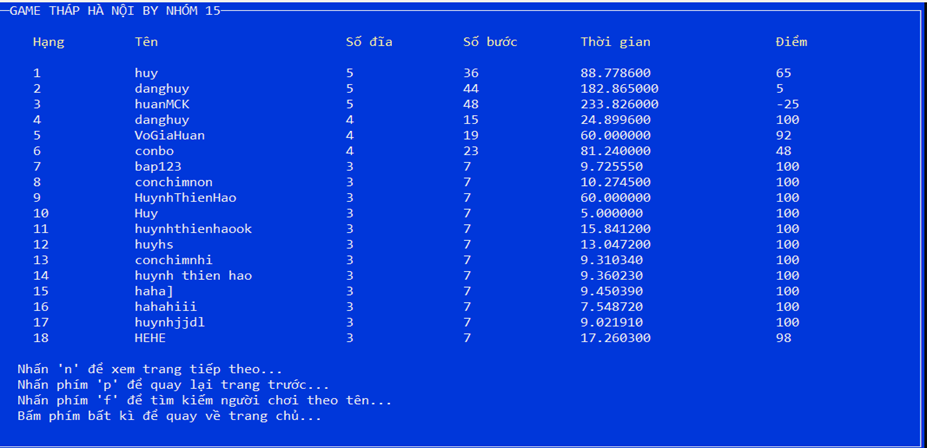 GAME THÁP HÀ NỘI BY NHÓM 15
Hạng Tên Số đĩa Số bước Thời gian Điểm
1 huy 5 36 88.778600 65
2 danghuy 5 44 182.865000 5
3 huanMCK 5 48 233.826000 -25
4 danghuy 4 15 24.899600 100
5 VoGiaHuan 4 19 60.000000 92
6 conbo 4 23 81.240000 48
7 bap123 3 7 9.725550 100
8 conchimnon 3 7 10.274500 100
9 HuynhThienHao 3 7 60.000000 100
10 Huy 3 7 5.000000 100
11 huynhthienhaook 3 7 15.841200 100
12 huyhs 3 7 13.047200 100
13 conchimnhi 3 7 9.310340 100
14 huynh thien hao 3 7 9.360230 100
15 haha] 3 7 9.450390 100
16 hahahiii 3 7 7.548720 100
17 huynhjjdl 3 7 9.021910 100
18 HEHE 3 7 17.260300 98
Nhấn 'n' để xem trang tiếp theo...
Nhấn phím 'p' để quay lại trang trước...
Nhấn phím 'f' để tìm kiếm người chơi theo tên...
Bấm phím bất kì để quay về trang chủ...